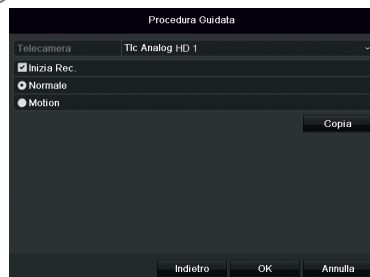 Procedura Guidata
Telecamera Tlc Analog HD 1
Inizia Rec.
Normale
Motion
Copia
Indietro OK Annulla